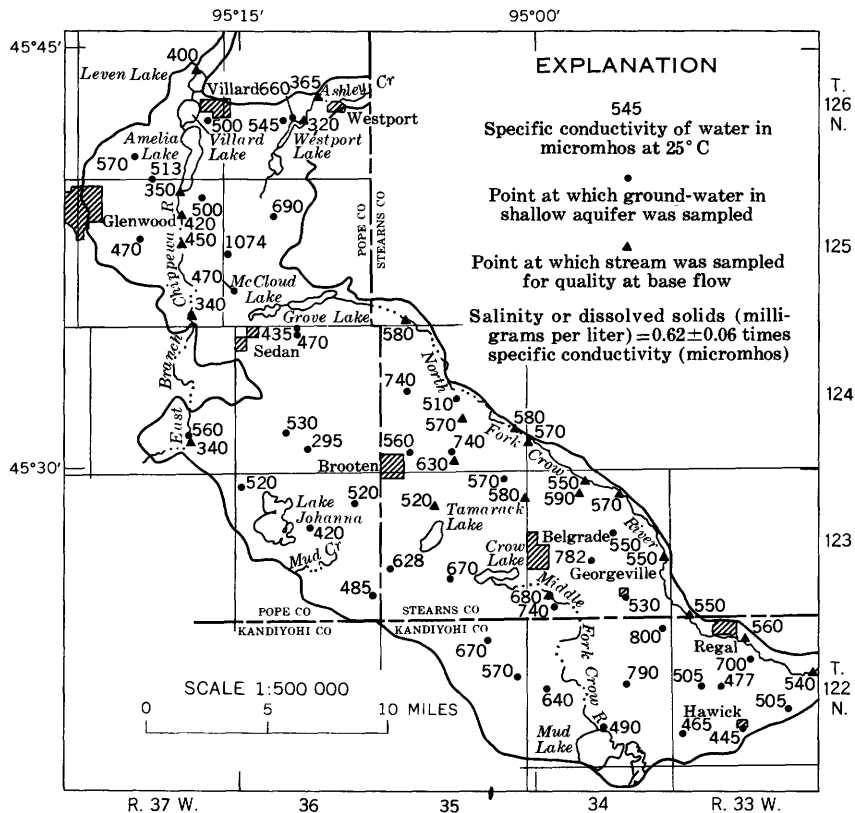 95°15'
95°00'
45°45'
400
Leven Lake
Villard
660
365
Ashley Cr
Westport
500
545
320
Amelia Lake
Villard Lake
Westport Lake
570
513
350
500
690
Glenwood
420
450
470
1074
Chippewa R
470
McCloud Lake
340
Grove Lake
POPE CO
STEARNS CO
EXPLANATION
545
Specific conductivity of water in
micromhos at 25° C
Point at which ground-water in
shallow aquifer was sampled
Point at which stream was sampled
for quality at base flow
Salinity or dissolved solids (milli-
grams per liter) = 0.62±0.06 times
specific conductivity (micromhos)
T.
126
N.
125
124
123
T.
122
N.
435
470
Sedan
580
Branch
East
North
Fork
Crow
River
740
510
570
580
570
560
340
530
295
560
740
630
Brooten
45°30'
520
Lake Johanna
520
420
Mud Cr
570
580
550
590
570
520
Tamarack Lake
Belgrade
550
550
782
Crow Lake
Georgeville
628
670
Middle
680
740
530
550
485
POPE CO
KANDIYOHI CO
STEARNS CO
KANDIYOHI CO
Fork Crow R
670
800
560
Regal
700
540
570
640
790
505
477
505
Hawick
490
465
445
Mud Lake
SCALE 1:500 000
0
5
10 MILES
R. 37 W.
36
35
34
R. 33 W.